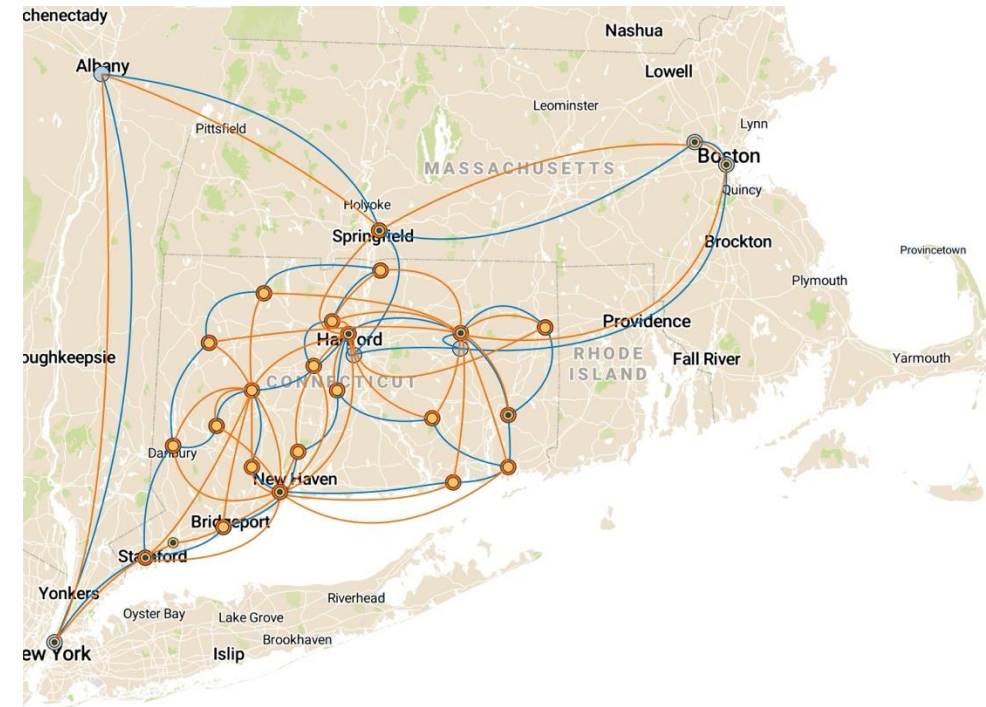 chenectady
Nashua
Albany
Lowell
Leominster
Lynn
Pittsfield
Boston
MASSACHUSETTS
Quincy
Holyoke
Springfield
Brockton
Provincetown
Plymouth
Providence
Hartford
oughkeepsie
RHODE
ISLAND
Fall River
Yarmouth
CONNECTICUT
Danbury
New Haven
Bridgeport
Stamford
Yonkers
Riverhead
Oyster Bay
Lake Grove
Brookhaven
ew York
Islip